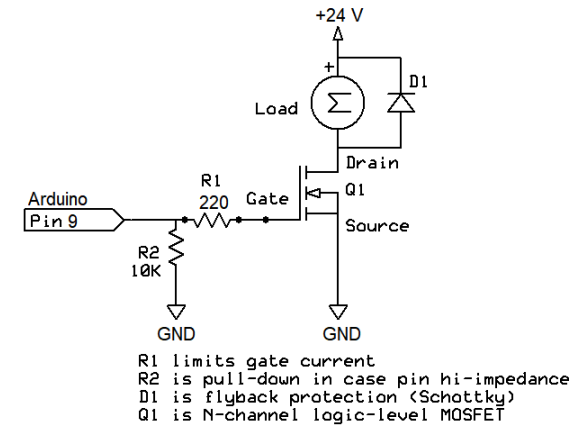 +24 V
+
D1
Load
Σ
Drain
R1
220
Gate
Q1
Arduino
Pin 9
Source
R2
10K
GND
GND
R1 limits gate current
R2 is pull-down in case pin hi-impedance
D1 is flyback protection (Schottky)
Q1 is N-channel logic-level MOSFET